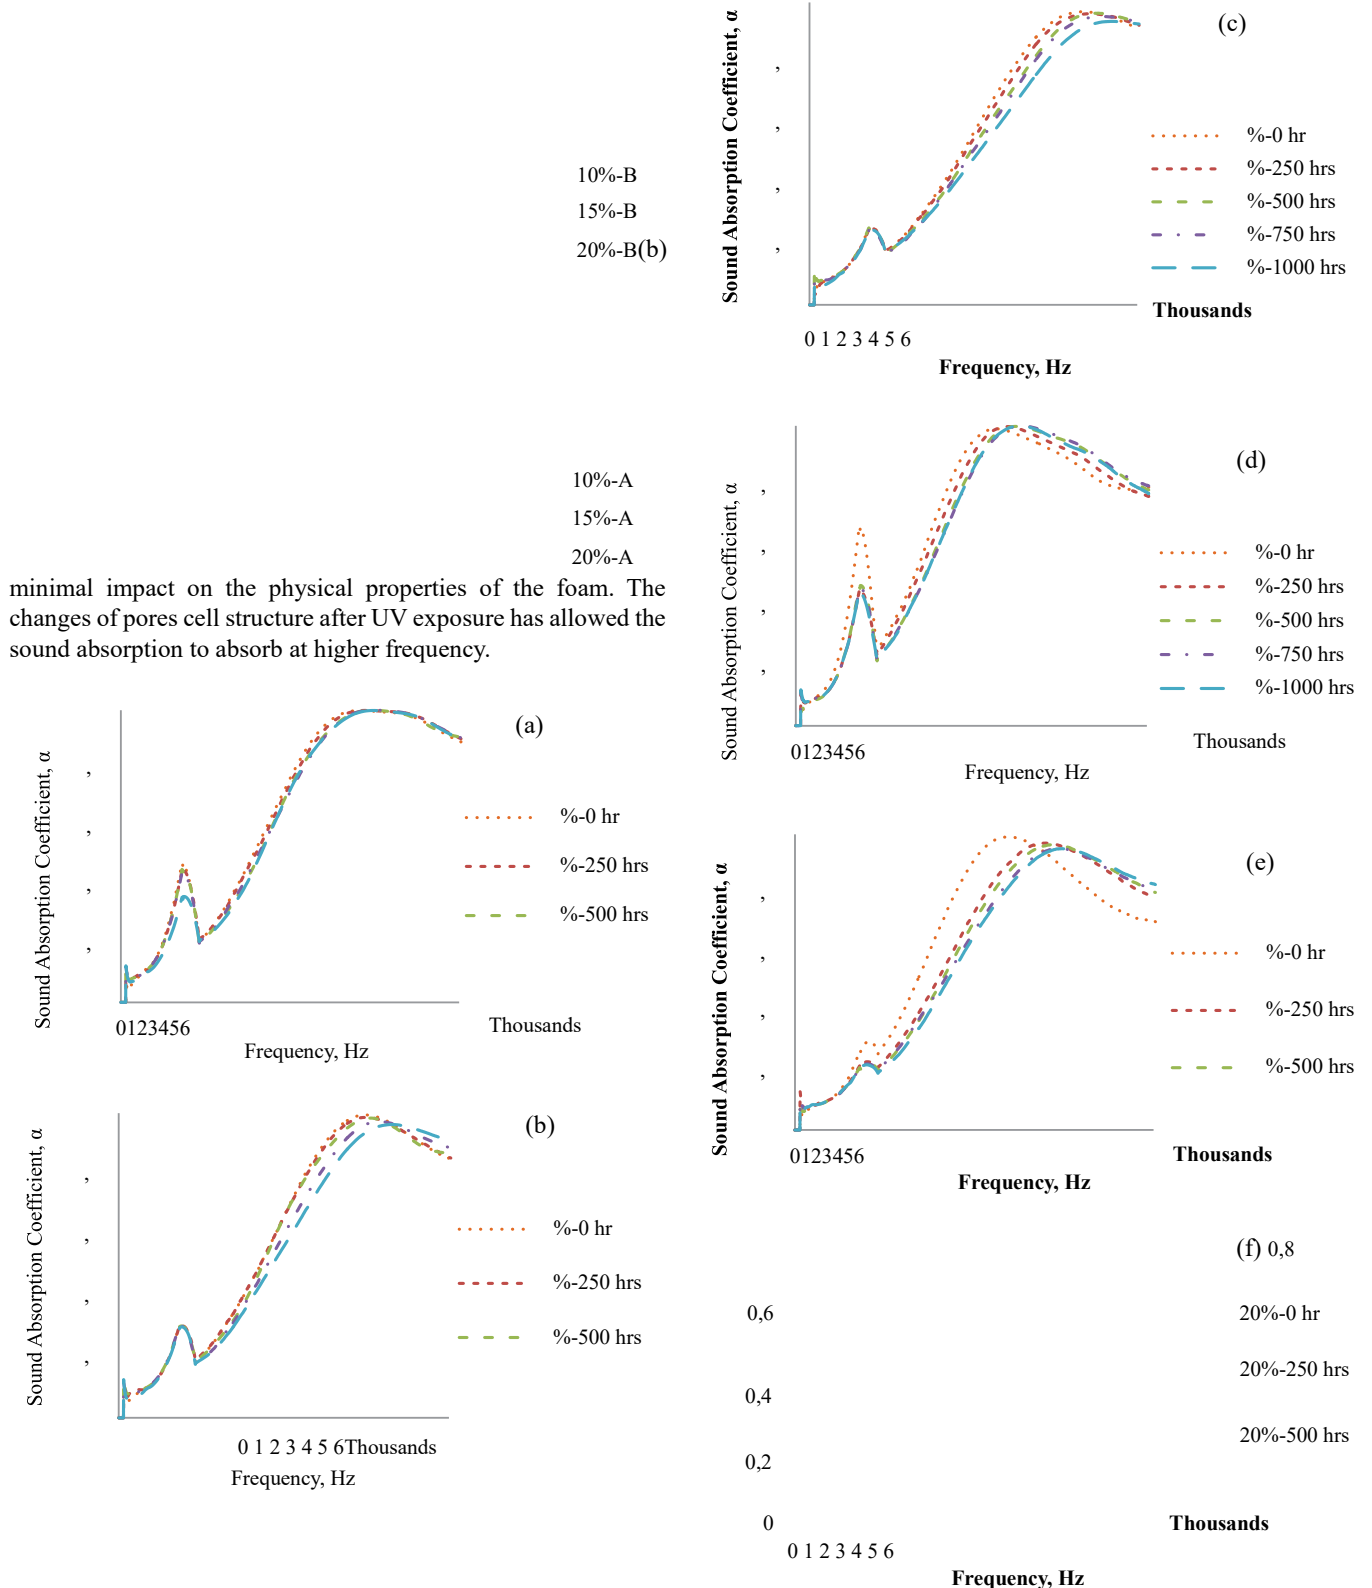 10%-B
15%-B
20%-B(b)
10%-A
15%-A
20%-A
minimal impact on the physical properties of the foam. The
changes of pores cell structure after UV exposure has allowed the
sound absorption to absorb at higher frequency.
(a)
Sound Absorption Coefficient, α
,
,
,
,
%-0 hr
%-250 hrs
%-500 hrs
0123456
Thousands
Frequency, Hz
(b)
Sound Absorption Coefficient, α
,
,
,
,
%-0 hr
%-250 hrs
%-500 hrs
0 1 2 3 4 5 6Thousands
Frequency, Hz
(c)
Sound Absorption Coefficient, α
,
,
,
,
%-0 hr
%-250 hrs
%-500 hrs
%-750 hrs
%-1000 hrs
Thousands
0 1 2 3 4 5 6
Frequency, Hz
(d)
Sound Absorption Coefficient, α
,
,
,
,
%-0 hr
%-250 hrs
%-500 hrs
%-750 hrs
%-1000 hrs
0123456
Thousands
Frequency, Hz
(e)
Sound Absorption Coefficient, α
,
,
,
,
%-0 hr
%-250 hrs
%-500 hrs
0123456
Thousands
Frequency, Hz
(f) 0,8
0,6
20%-0 hr
20%-250 hrs
0,4
20%-500 hrs
0,2
0
Thousands
0 1 2 3 4 5 6
Frequency, Hz